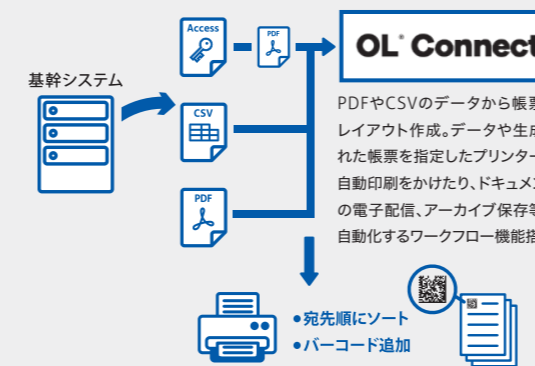 Access
PDF
OL® Connect
基幹システム
CSV
PDF
PDFやCSVのデータから帳票
レイアウト作成。データや生成
れた帳票を指定したプリンター
自動印刷をかけたり、ドキュメン
の電子配信、アーカイブ保存等
自動化するワークフロー機能搭
●宛先順にソート
●バーコード追加